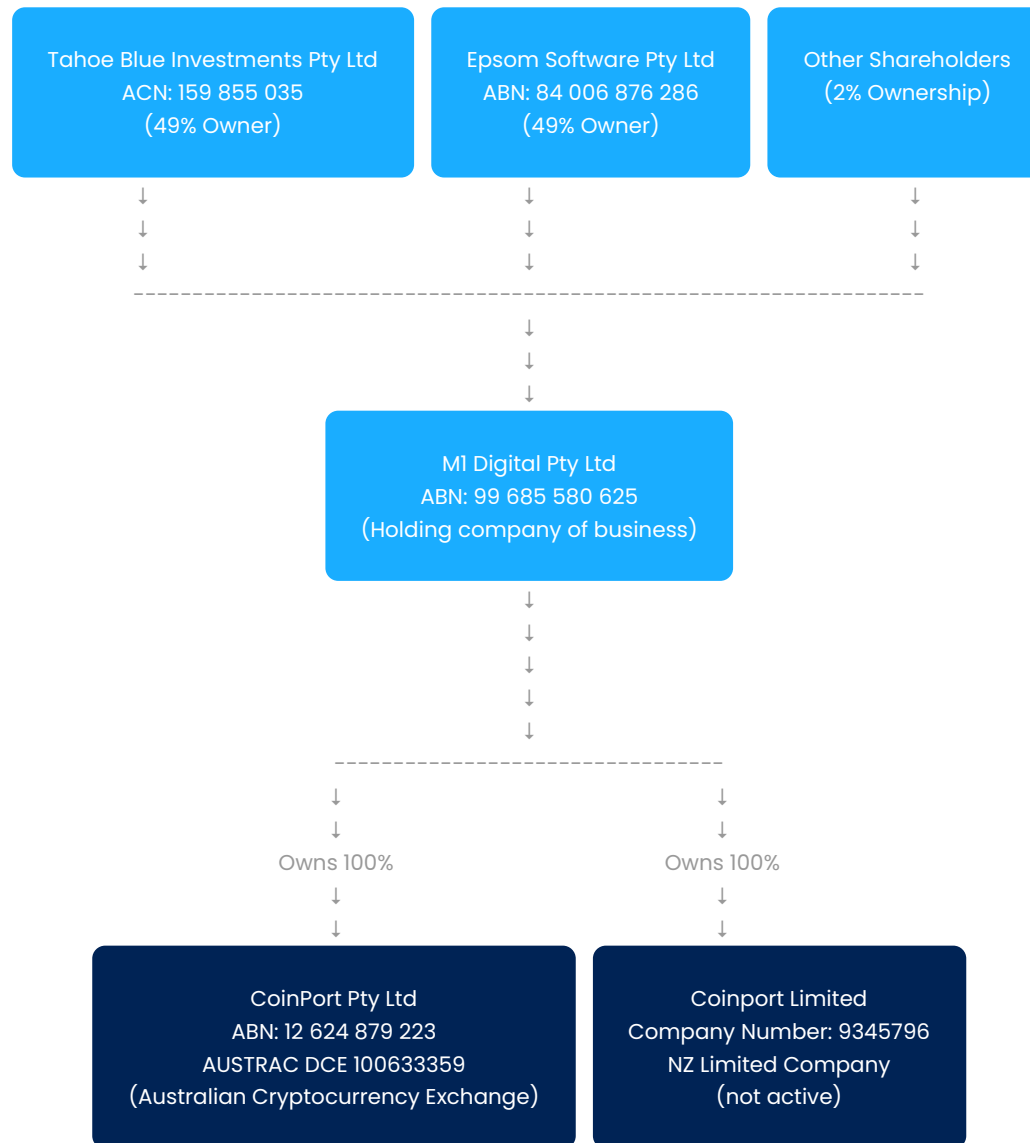 Tahoe Blue Investments Pty Ltd
ACN: 159 855 035
(49% Owner)
Epsom Software Pty Ltd
ABN: 84 006 876 286
(49% Owner)
Other Shareholders
(2% Ownership)
M1 Digital Pty Ltd
ABN: 99 685 580 625
(Holding company of business)
Owns 100%
Owns 100%
CoinPort Pty Ltd
ABN: 12 624 879 223
AUSTRAC DCE 100633359
(Australian Cryptocurrency Exchange)
Coinport Limited
Company Number: 9345796
NZ Limited Company
(not active)